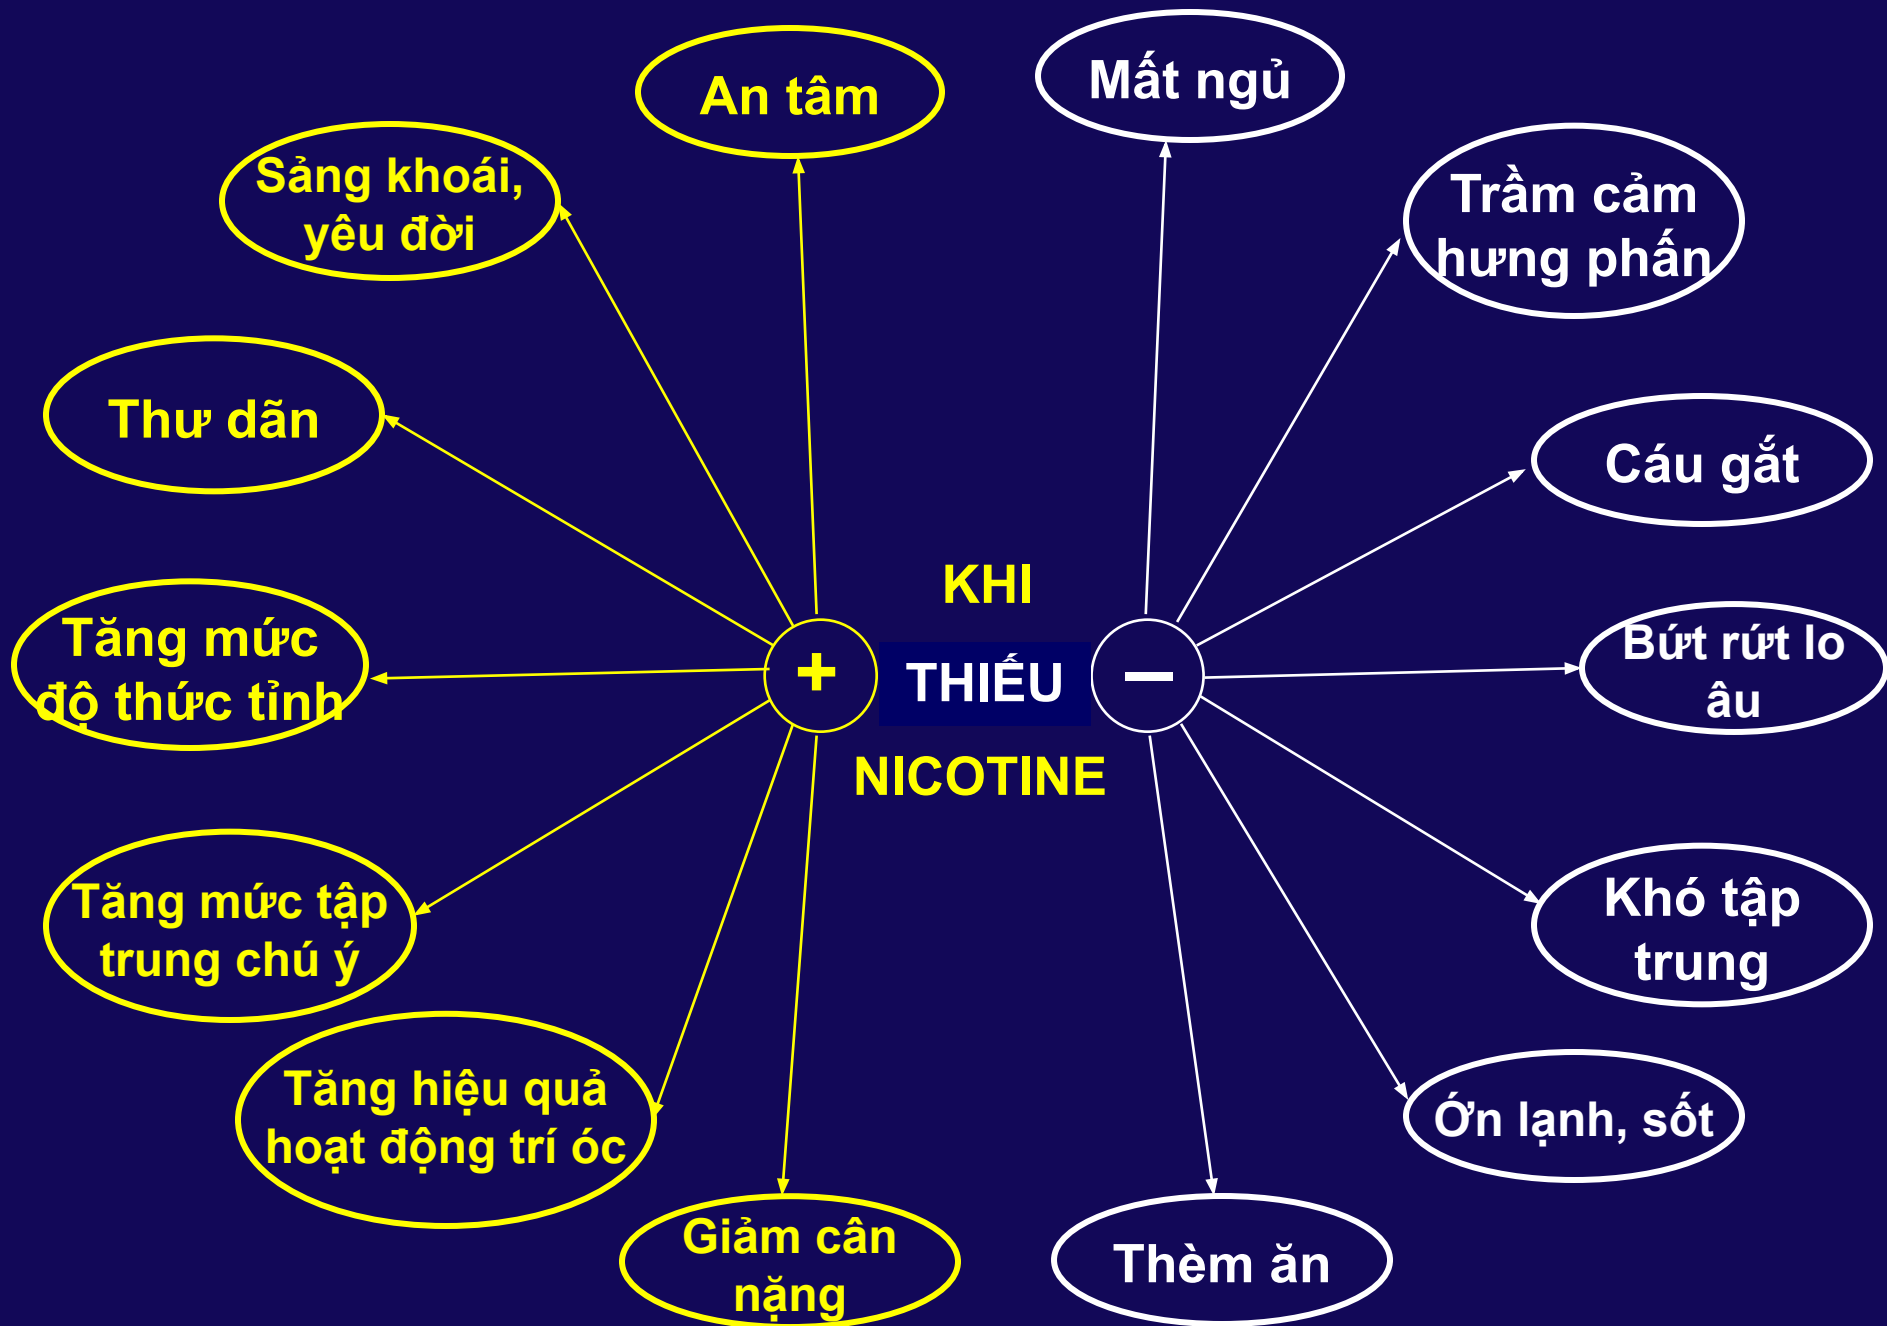 An tâm
Mất ngủ
Sảng khoái,
yêu đời
Trầm cảm
hưng phấn
Thư dãn
Cáu gắt
KHI
Tăng mức
độ thức tỉnh
+
THIẾU
–
Bứt rứt lo
âu
NICOTINE
Tăng mức tập
trung chú ý
Khó tập
trung
Tăng hiệu quả
hoạt động trí óc
Ớn lạnh, sốt
Giảm cân
nặng
Thèm ăn